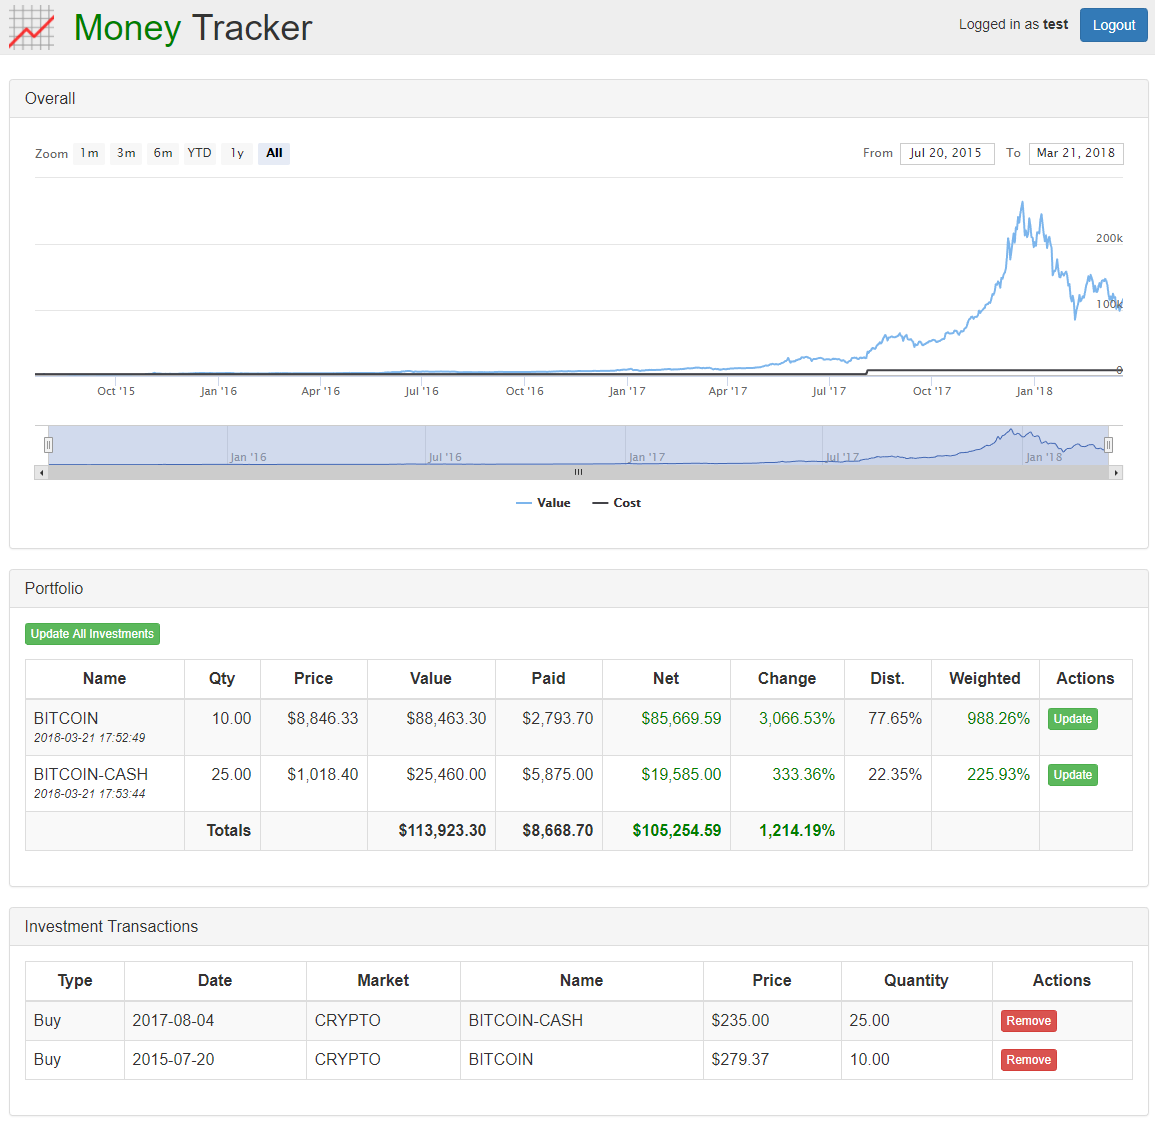 Money Tracker
Logged in as test Logout
Overall
Zoom 1m 3m 6m YTD 1y All From Jul 20, 2015 To Mar 21, 2018
200k
100k
0
Oct '15 Jan '16 Apr '16 Jul '16 Oct '16 Jan '17 Apr '17 Jul '17 Oct '17 Jan '18
Jan '16 Jul '16 Jan '17 Jul '17 Jan '18
Value Cost
Portfolio
Update All Investments
Name Qty Price Value Paid Net Change Dist. Weighted Actions
BITCOIN 10.00 $8,846.33 $88,463.30 $2,793.70 $85,669.59 3,066.53% 77.65% 988.26% Update
2018-03-21 17:52:49
BITCOIN-CASH 25.00 $1,018.40 $25,460.00 $5,875.00 $19,585.00 333.36% 22.35% 225.93% Update
2018-03-21 17:53:44
Totals $113,923.30 $8,668.70 $105,254.59 1,214.19%
Investment Transactions
Type Date Market Name Price Quantity Actions
Buy 2017-08-04 CRYPTO BITCOIN-CASH $235.00 25.00 Remove
Buy 2015-07-20 CRYPTO BITCOIN $279.37 10.00 Remove